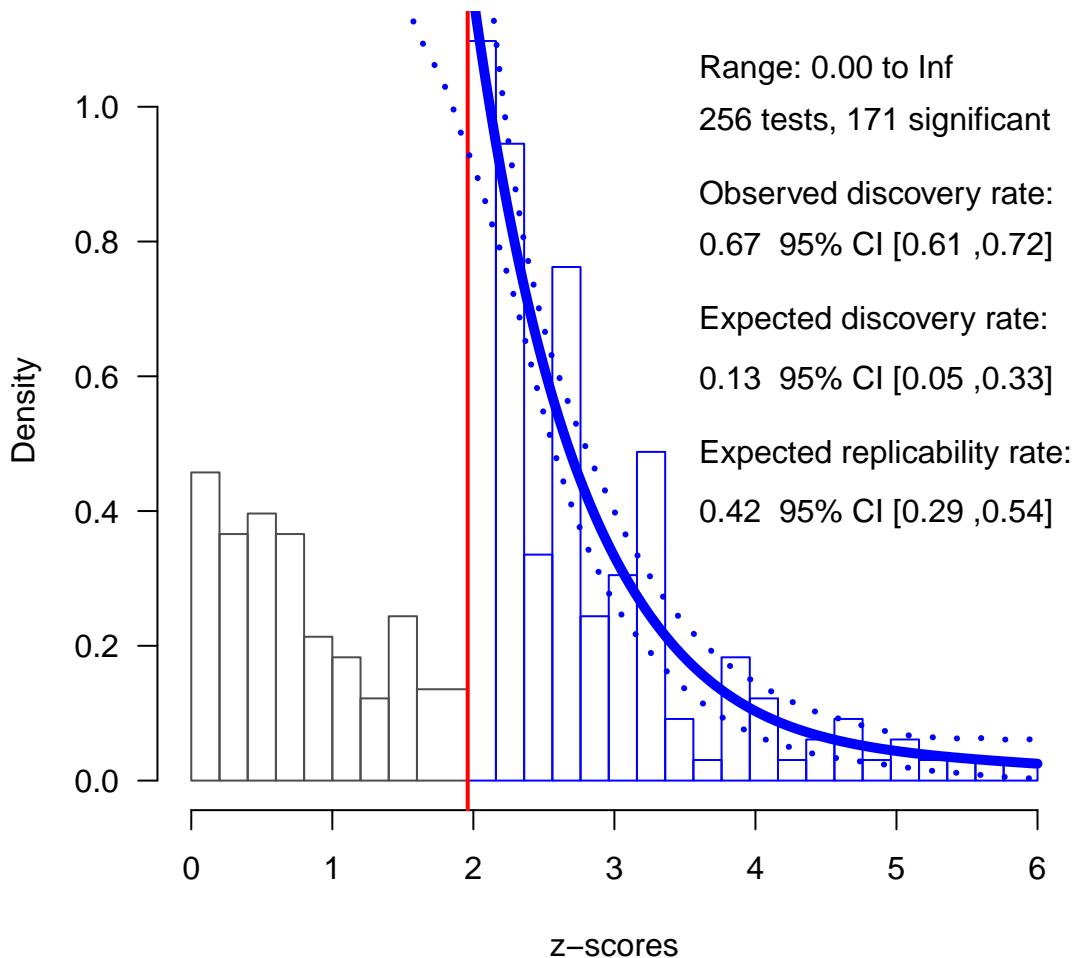 Range: 0.00 to Inf
256 tests, 171 significant
Observed discovery rate:
0.67  95% CI [0.61 ,0.72]
Expected discovery rate:
0.13  95% CI [0.05 ,0.33]
Expected replicability rate:
0.42  95% CI [0.29 ,0.54]
Density
1.0
0.8
0.6
0.4
0.2
0.0
0 1 2 3 4 5 6
z−scores